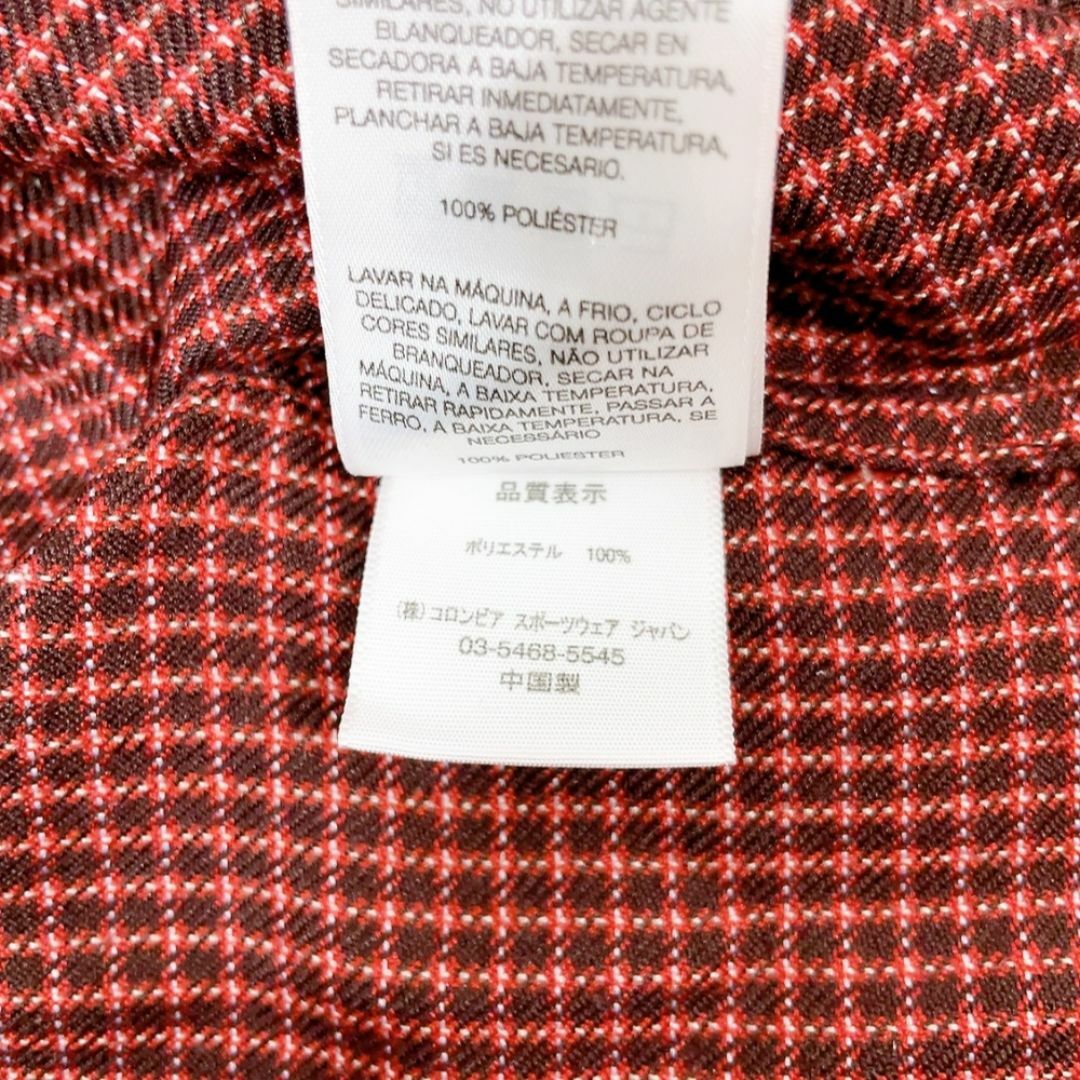 SIMILARES, NO UTILIZAR AGENTE
BLANQUEADOR, SECAR EN
SECADORA A BAJA TEMPERATURA,
RETIRAR INMEDIATAMENTE.
PLANCHAR A BAJA TEMPERATURA,
SI ES NECESARIO.
100% POLIÉSTER
LAVAR NA MÁQUINA, A FRIO, CICLO
DELICADO, LAVAR COM ROUPA DE
CORES SIMILARES, NÃO UTILIZAR
BRANQUEADOR, SECAR NA
MÁQUINA, A BAIXA TEMPERATURA,
RETIRAR RAPIDAMENTE, PASSAR A
FERRO, A BAIXA TEMPERATURA, SE
NECESSÁRIO
100% POLIESTER
品質表示
ポリエステル 100%
(株)コロンビア スポーツウェア ジャパン
03-5468-5545
中国製